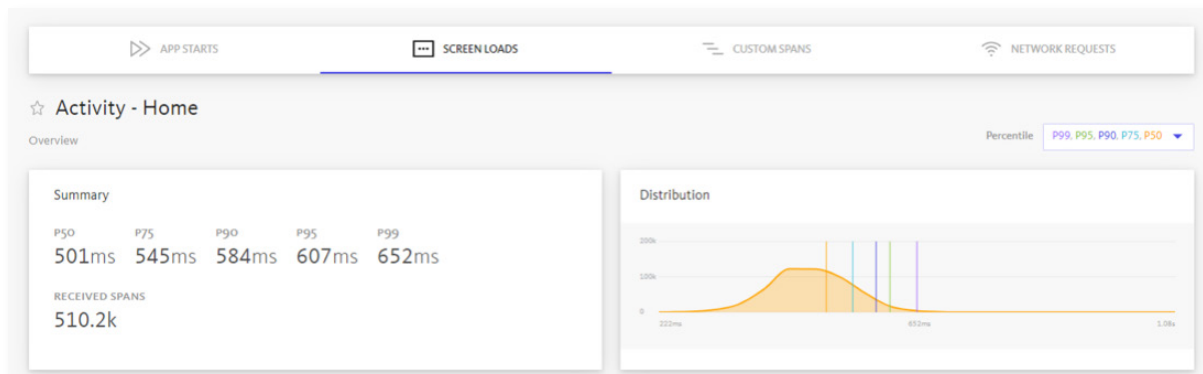 APP STARTS
SCREEN LOADS
CUSTOM SPANS
NETWORK REQUESTS
Activity - Home
Overview
Percentile P99, P95, P90, P75, P50
Summary
P50 P75 P90 P95 P99
501ms 545ms 584ms 607ms 652ms
RECEIVED SPANS
510.2k
Distribution
200k
100k
0
222ms 652ms 1.08s